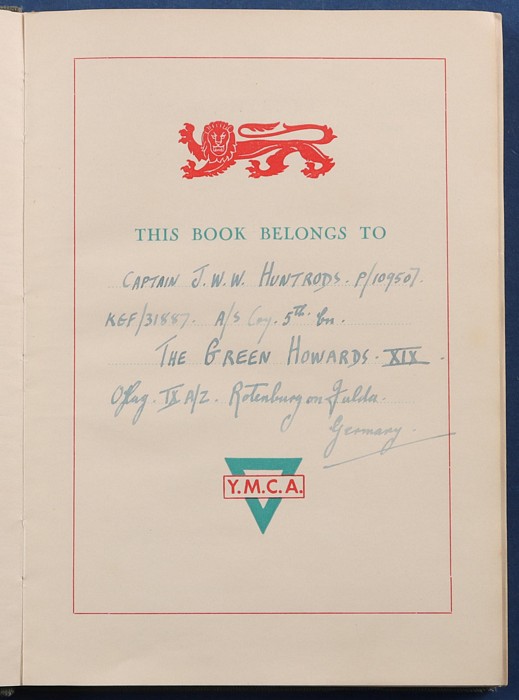 THIS BOOK BELONGS TO
CAPTAIN J.W.W. HUNTRODS. P/109507.
KGF/31887. A/S Coy. 5th Bn.
THE GREEN HOWARDS. XIX.
Oflag. IX A/Z. Rotenburg on Fulda.
Germany.
Y.M.C.A.